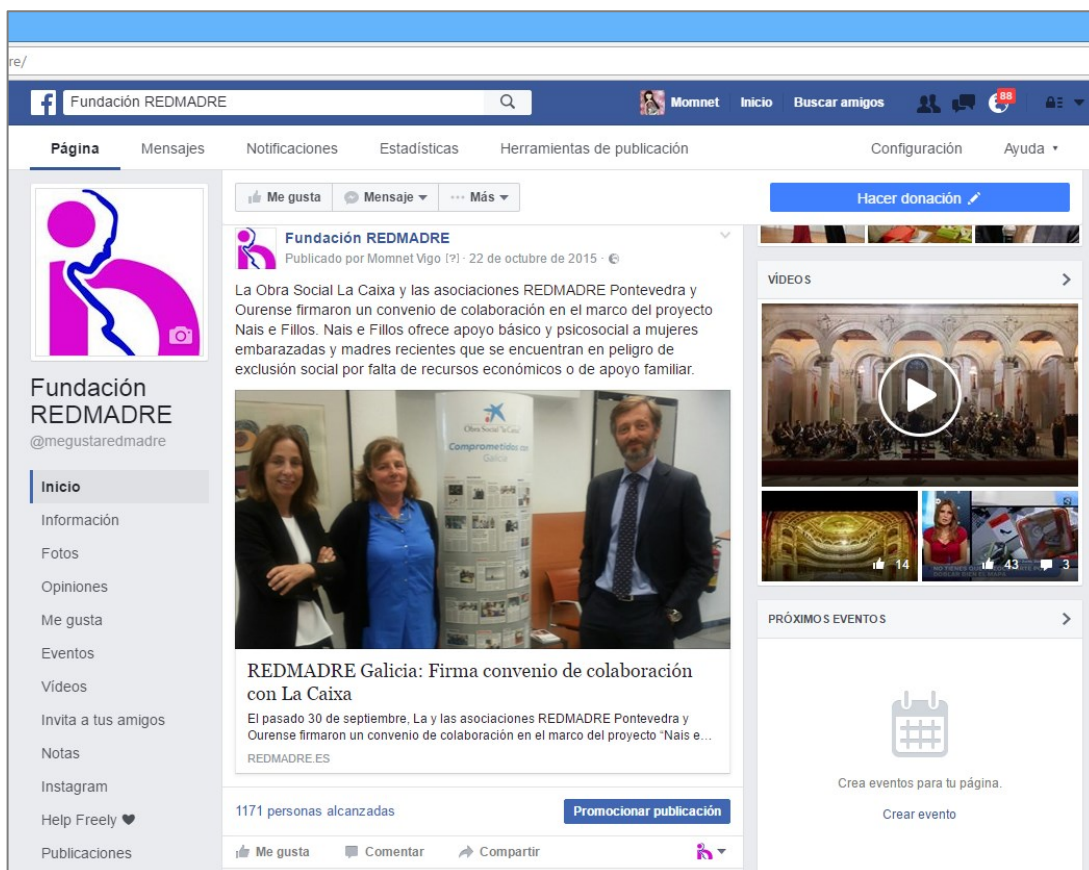 re/
Fundación REDMADRE
Momnet
Inicio
Buscar amigos
88
Página
Mensajes
Notificaciones
Estadísticas
Herramientas de publicación
Configuración
Ayuda
Me gusta
Mensaje
Más
Hacer donación
Fundación REDMADRE
@megustaredmadre
Inicio
Información
Fotos
Opiniones
Me gusta
Eventos
Vídeos
Invita a tus amigos
Notas
Instagram
Help Freely ♥
Publicaciones
Fundación REDMADRE
Publicado por Momnet Vigo [?] · 22 de octubre de 2015 ·
La Obra Social La Caixa y las asociaciones REDMADRE Pontevedra y
Ourense firmaron un convenio de colaboración en el marco del proyecto
Nais e Fillos. Nais e Fillos ofrece apoyo básico y psicosocial a mujeres
embarazadas y madres recientes que se encuentran en peligro de
exclusión social por falta de recursos económicos o de apoyo familiar.
Obra Social "la Caixa"
Comprometidos con
Galicia
REDMADRE Galicia: Firma convenio de colaboración
con La Caixa
El pasado 30 de septiembre, La y las asociaciones REDMADRE Pontevedra y
Ourense firmaron un convenio de colaboración en el marco del proyecto “Nais e...
REDMADRE.ES
1171 personas alcanzadas
Promocionar publicación
Me gusta
Comentar
Compartir
VÍDEOS
14
43
3
PRÓXIMOS EVENTOS
Crea eventos para tu página.
Crear evento